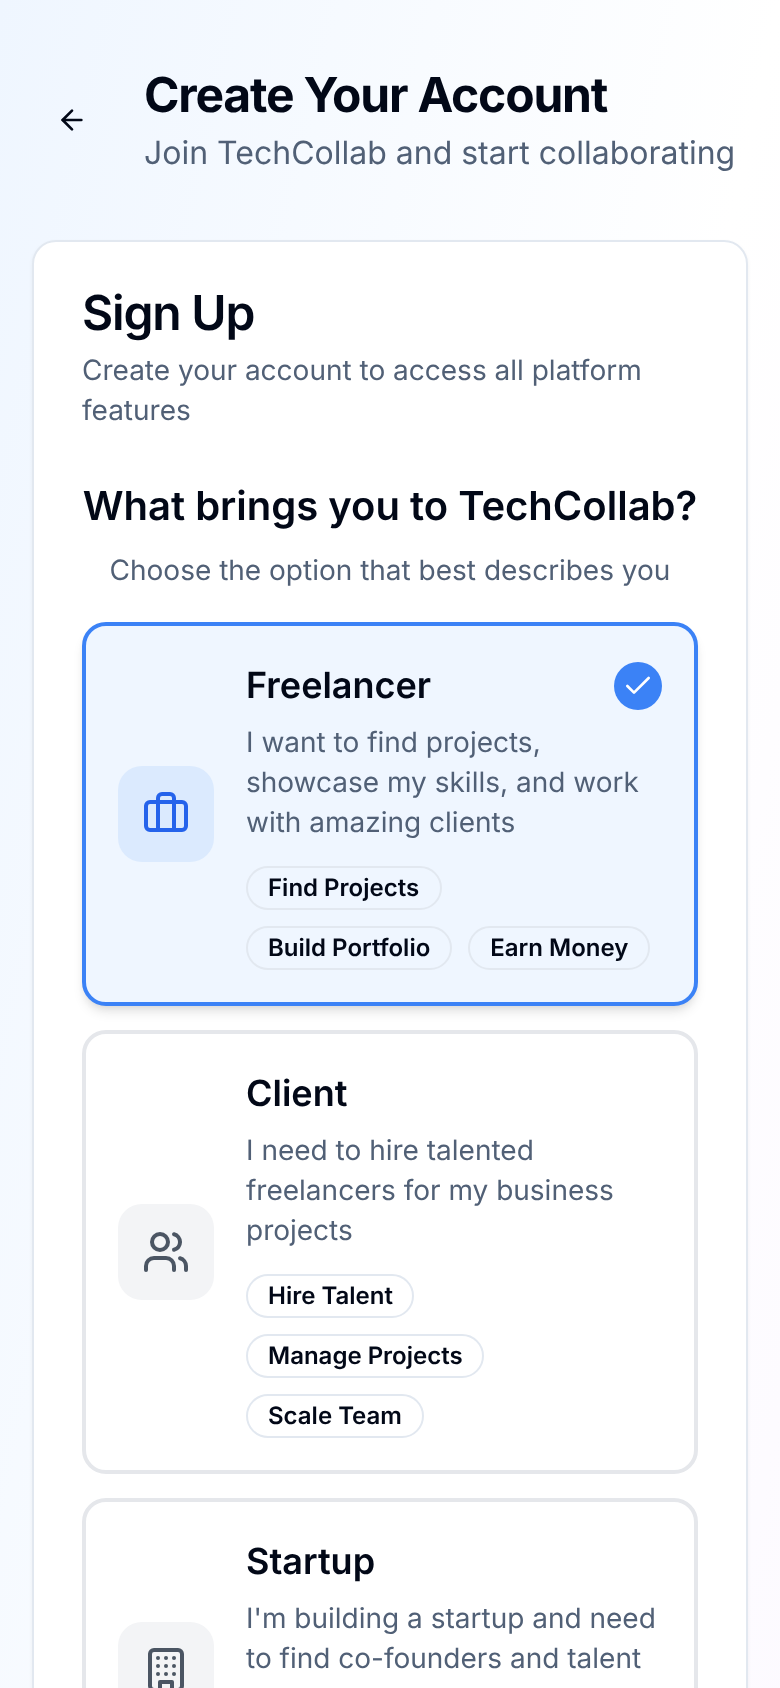 Create Your Account
Join TechCollab and start collaborating
Sign Up
Create your account to access all platform
features
What brings you to TechCollab?
Choose the option that best describes you
Freelancer
I want to find projects,
showcase my skills, and work
with amazing clients
Find Projects
Build Portfolio Earn Money
Client
I need to hire talented
freelancers for my business
projects
Hire Talent
Manage Projects
Scale Team
Startup
I'm building a startup and need
to find co-founders and talent